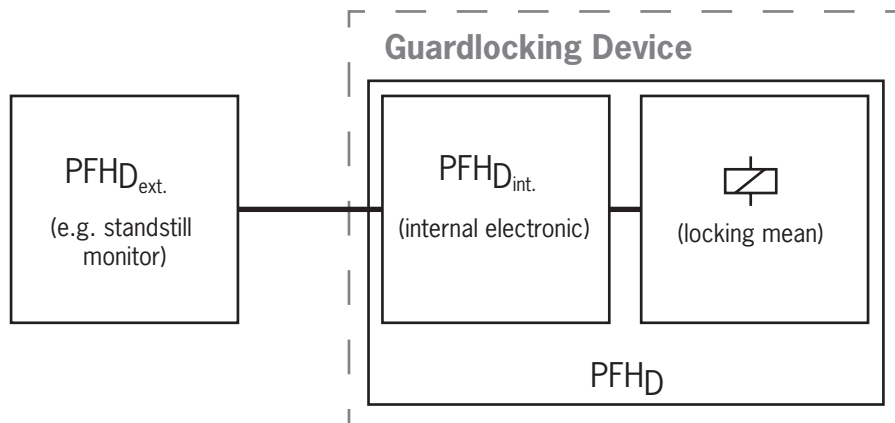 Guardlocking Device
PFHDext.
(e.g. standstill
monitor)
PFHDint.
(internal electronic)
(locking mean)
PFHD